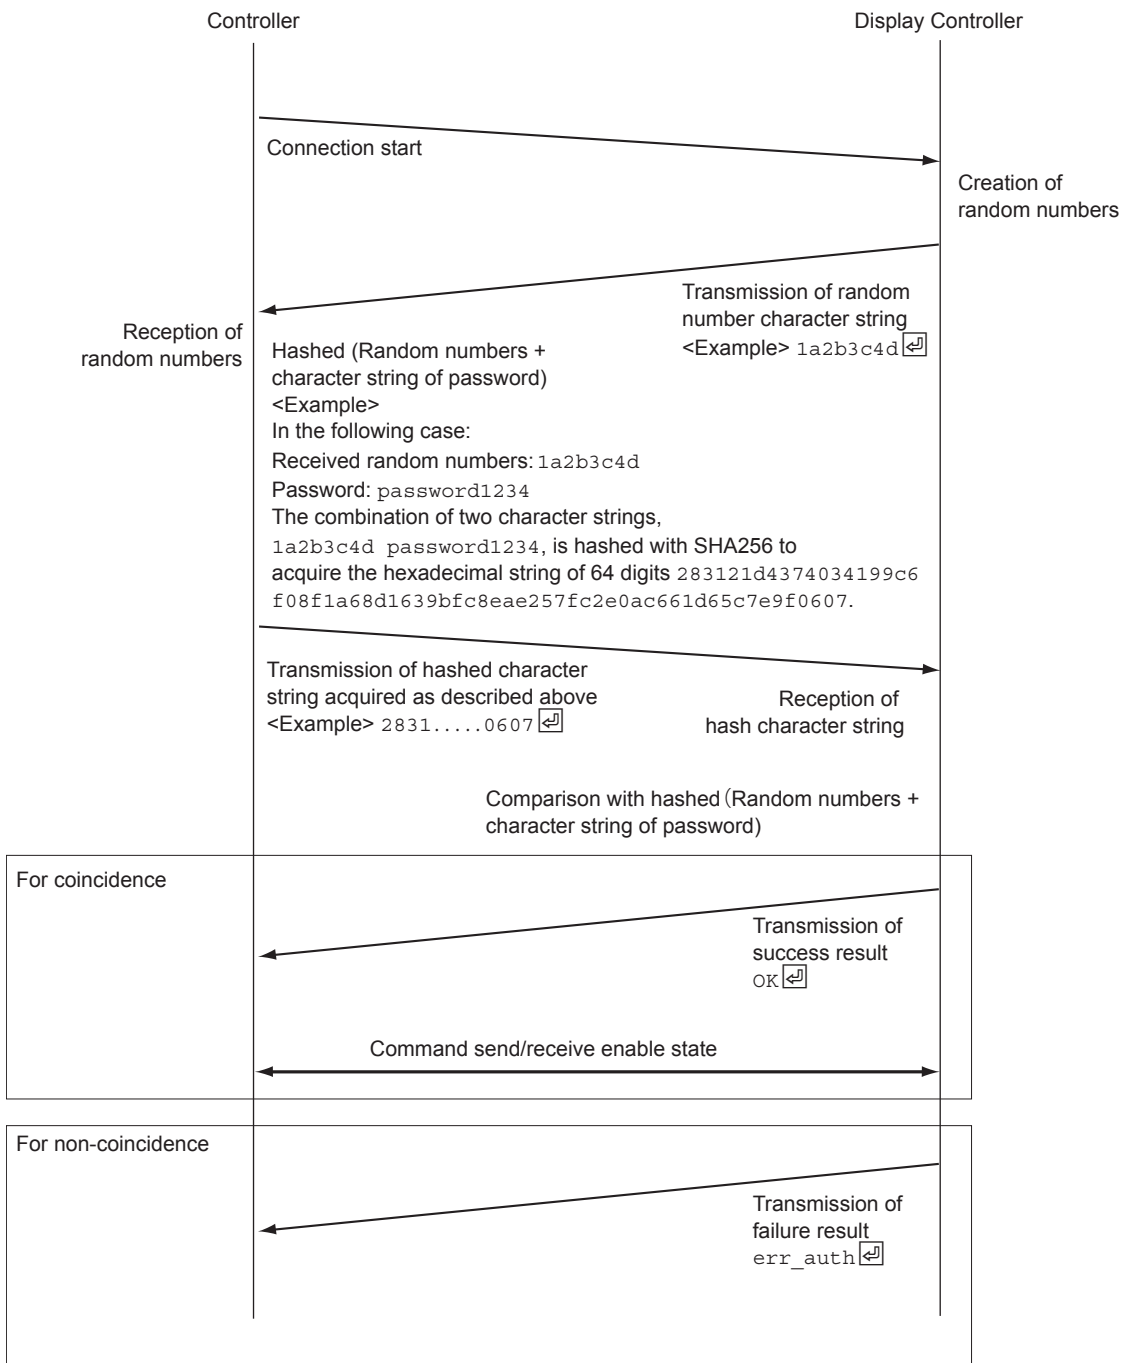 Controller
Display Controller
Connection start
Creation of
random numbers
Transmission of random
number character string
<Example> 1a2b3c4d↵
Reception of
random numbers
Hashed (Random numbers +
character string of password)
<Example>
In the following case:
Received random numbers: 1a2b3c4d
Password: password1234
The combination of two character strings,
1a2b3c4d password1234, is hashed with SHA256 to
acquire the hexadecimal string of 64 digits 283121d4374034199c6
f08f1a68d1639bfc8eae257fc2e0ac661d65c7e9f0607.
Transmission of hashed character
string acquired as described above
<Example> 2831.....0607↵
Reception of
hash character string
Comparison with hashed (Random numbers +
character string of password)
For coincidence
Transmission of
success result
OK↵
Command send/receive enable state
For non-coincidence
Transmission of
failure result
err_auth↵